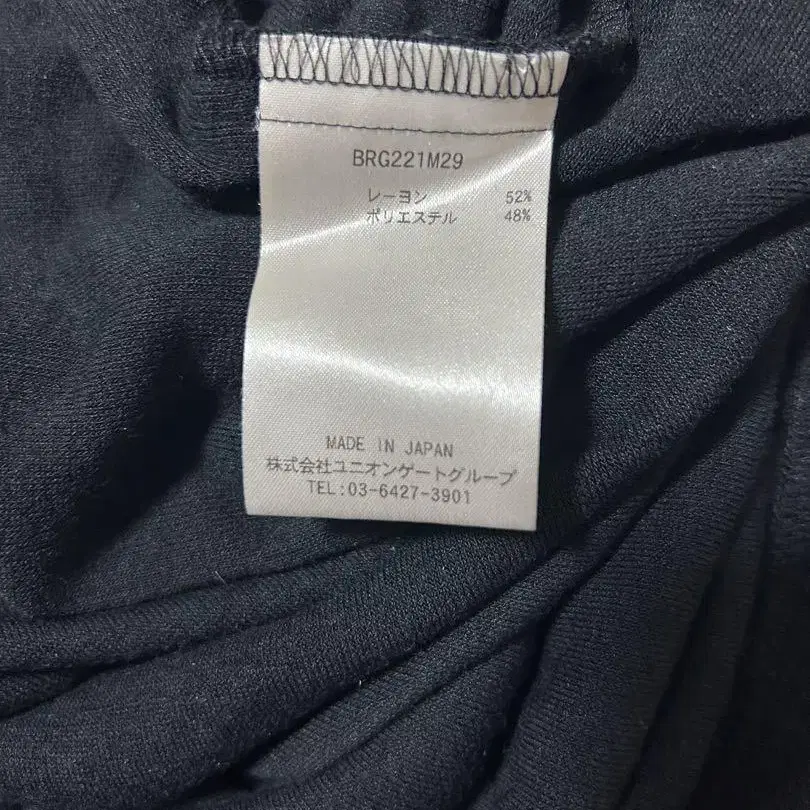 BRG221M29
レーヨン 52%
ポリエステル 48%
MADE IN JAPAN
株式会社ユニオンゲートグループ
TEL:03-6427-3901